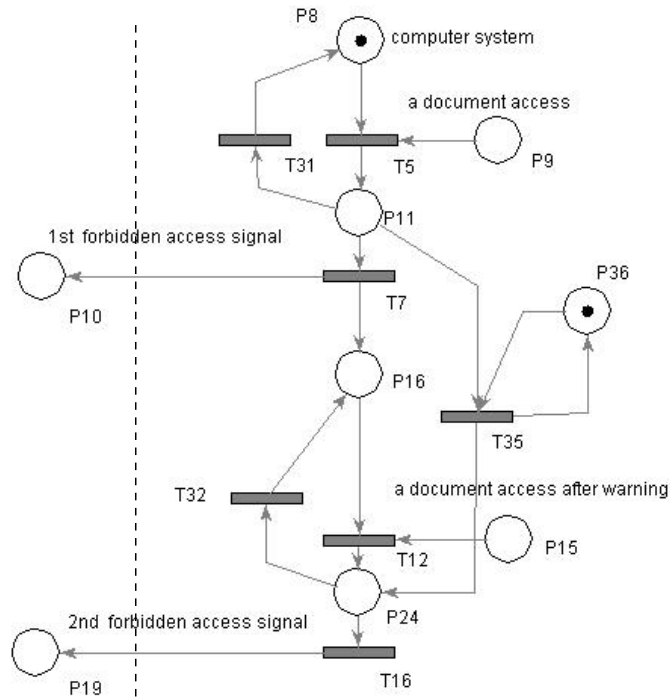 P8
computer system
a document access
T31
T5
P9
P11
1st forbidden access signal
P36
P10
T7
P16
T35
T32
a document access after warning
T12
P15
P24
2nd forbidden access signal
P19
T16